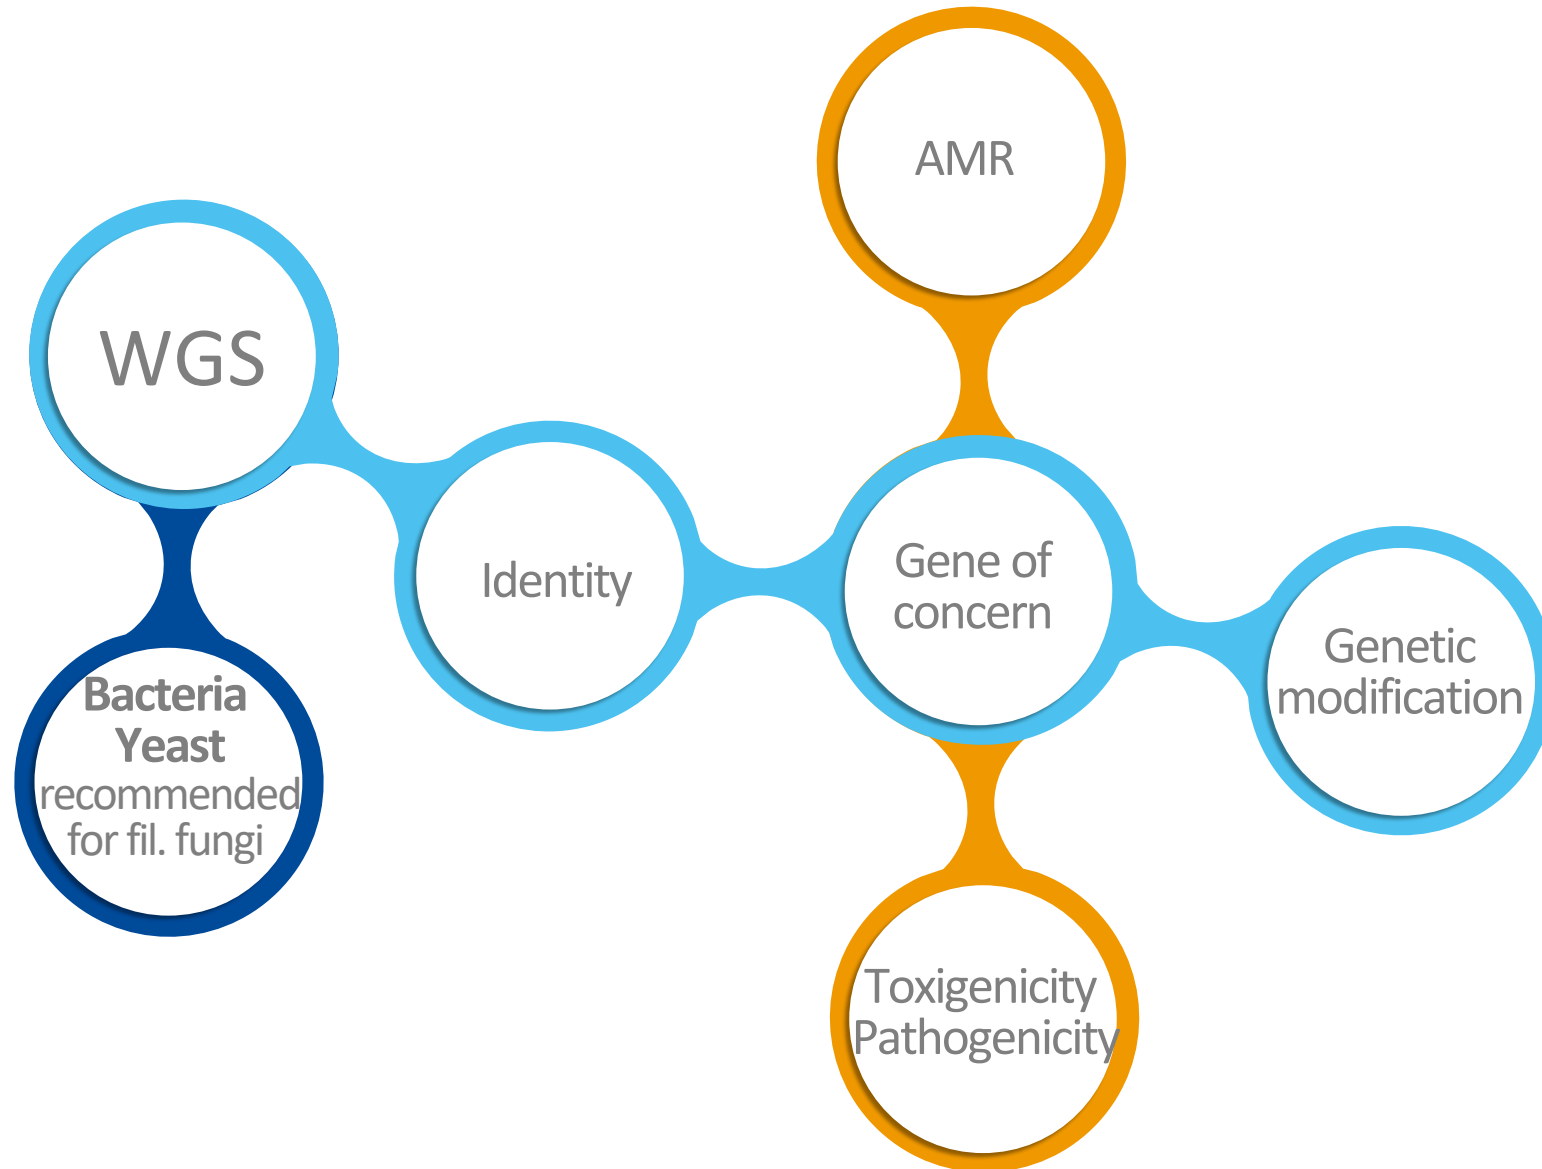 AMR
WGS
Identity
Gene of
concern
Genetic
modification
Bacteria
Yeast
recommended
for fil. fungi
Toxigenicity
Pathogenicity